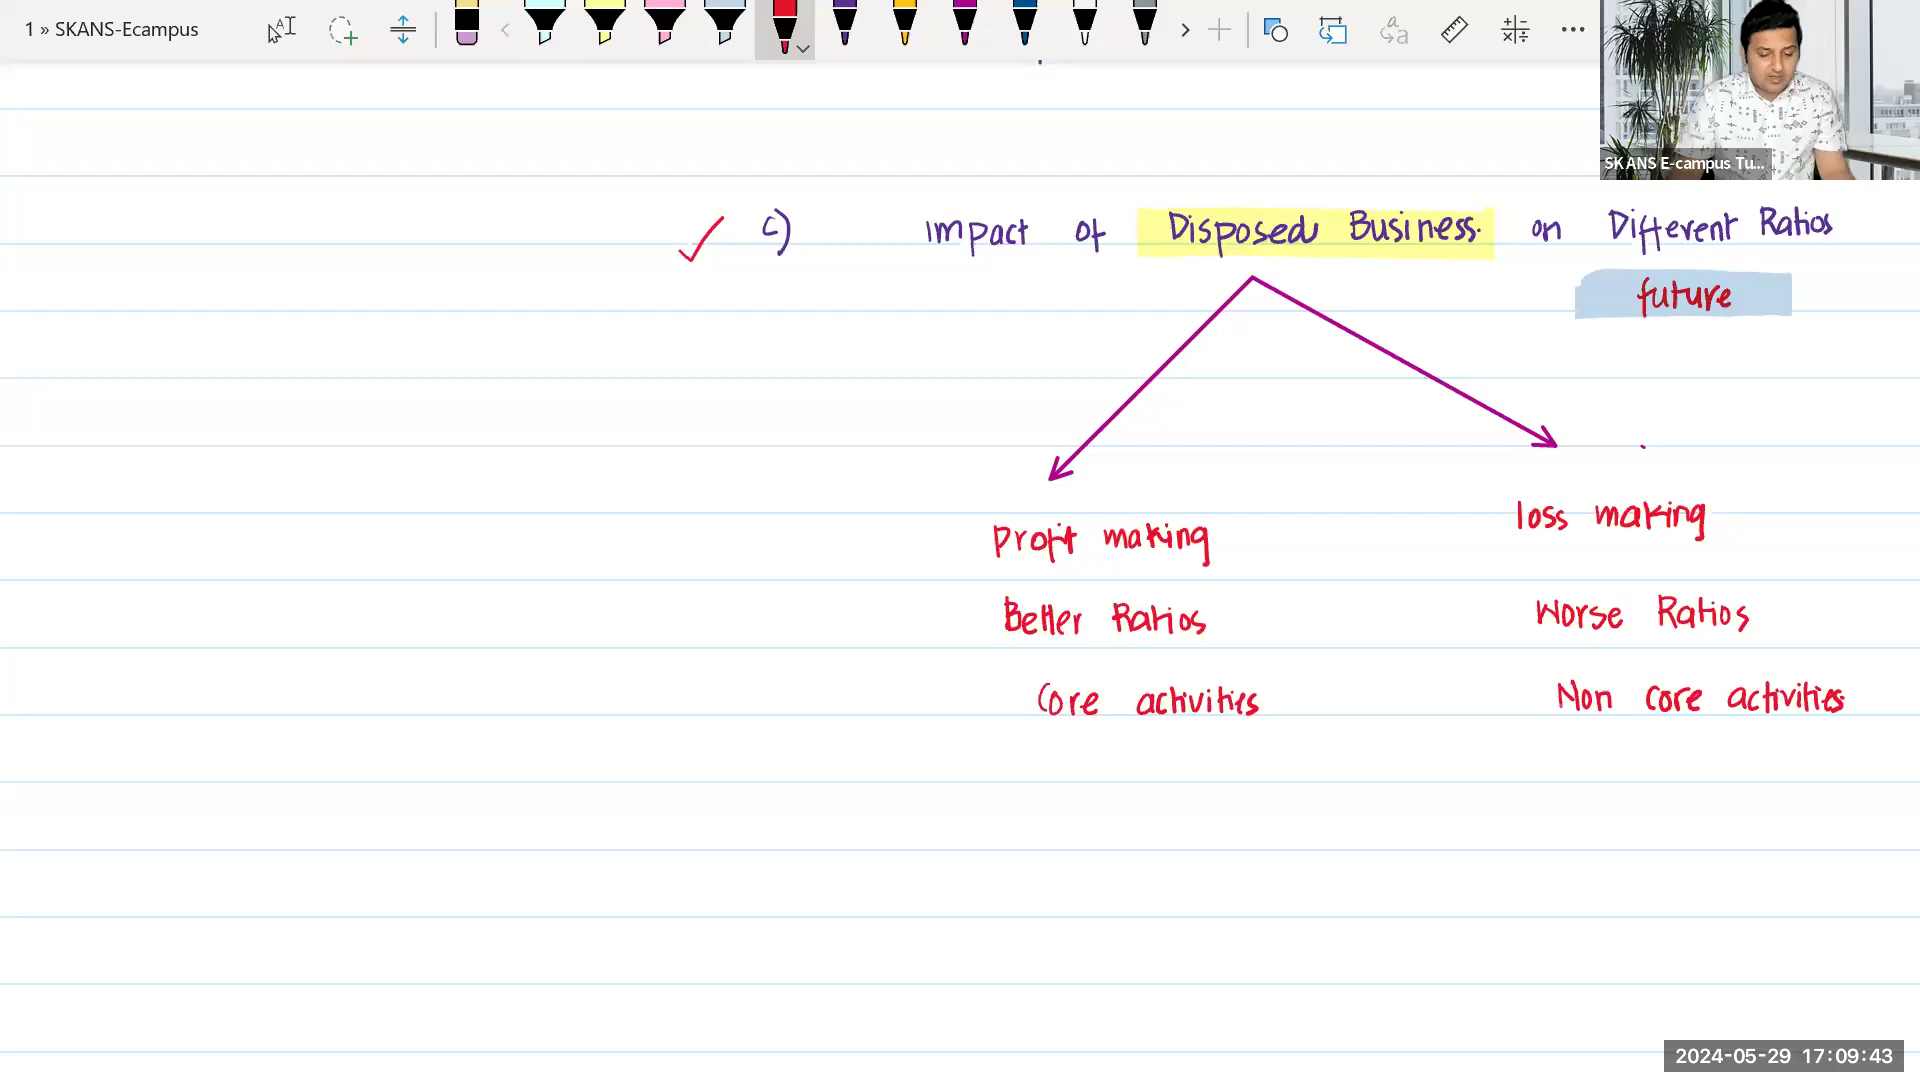 1 » SKANS-Ecampus
SKANS E-campus Tu...
c) Impact of Disposed Business. on Different Ratios
future
Profit making
loss making
Better Ratios
Worse Ratios
Core activities
Non Core activities
2024-05-29 17:09:43